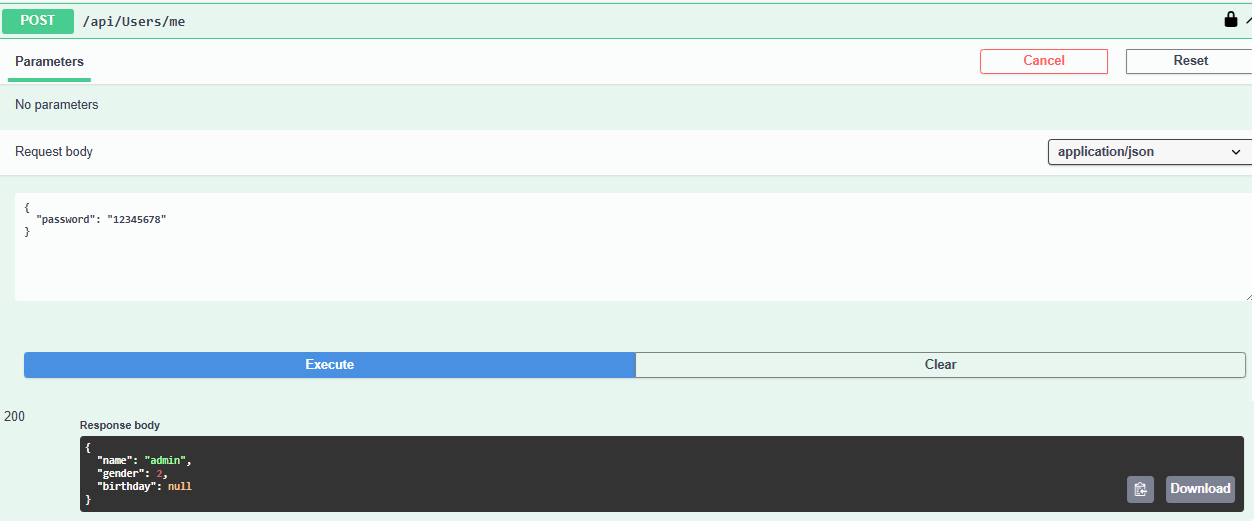 POST /api/Users/me
Parameters Cancel Reset
No parameters
Request body application/json
{
  "password": "12345678"
}
Execute Clear
200
Response body
{
  "name": "admin",
  "gender": 2,
  "birthday": null
}
Download